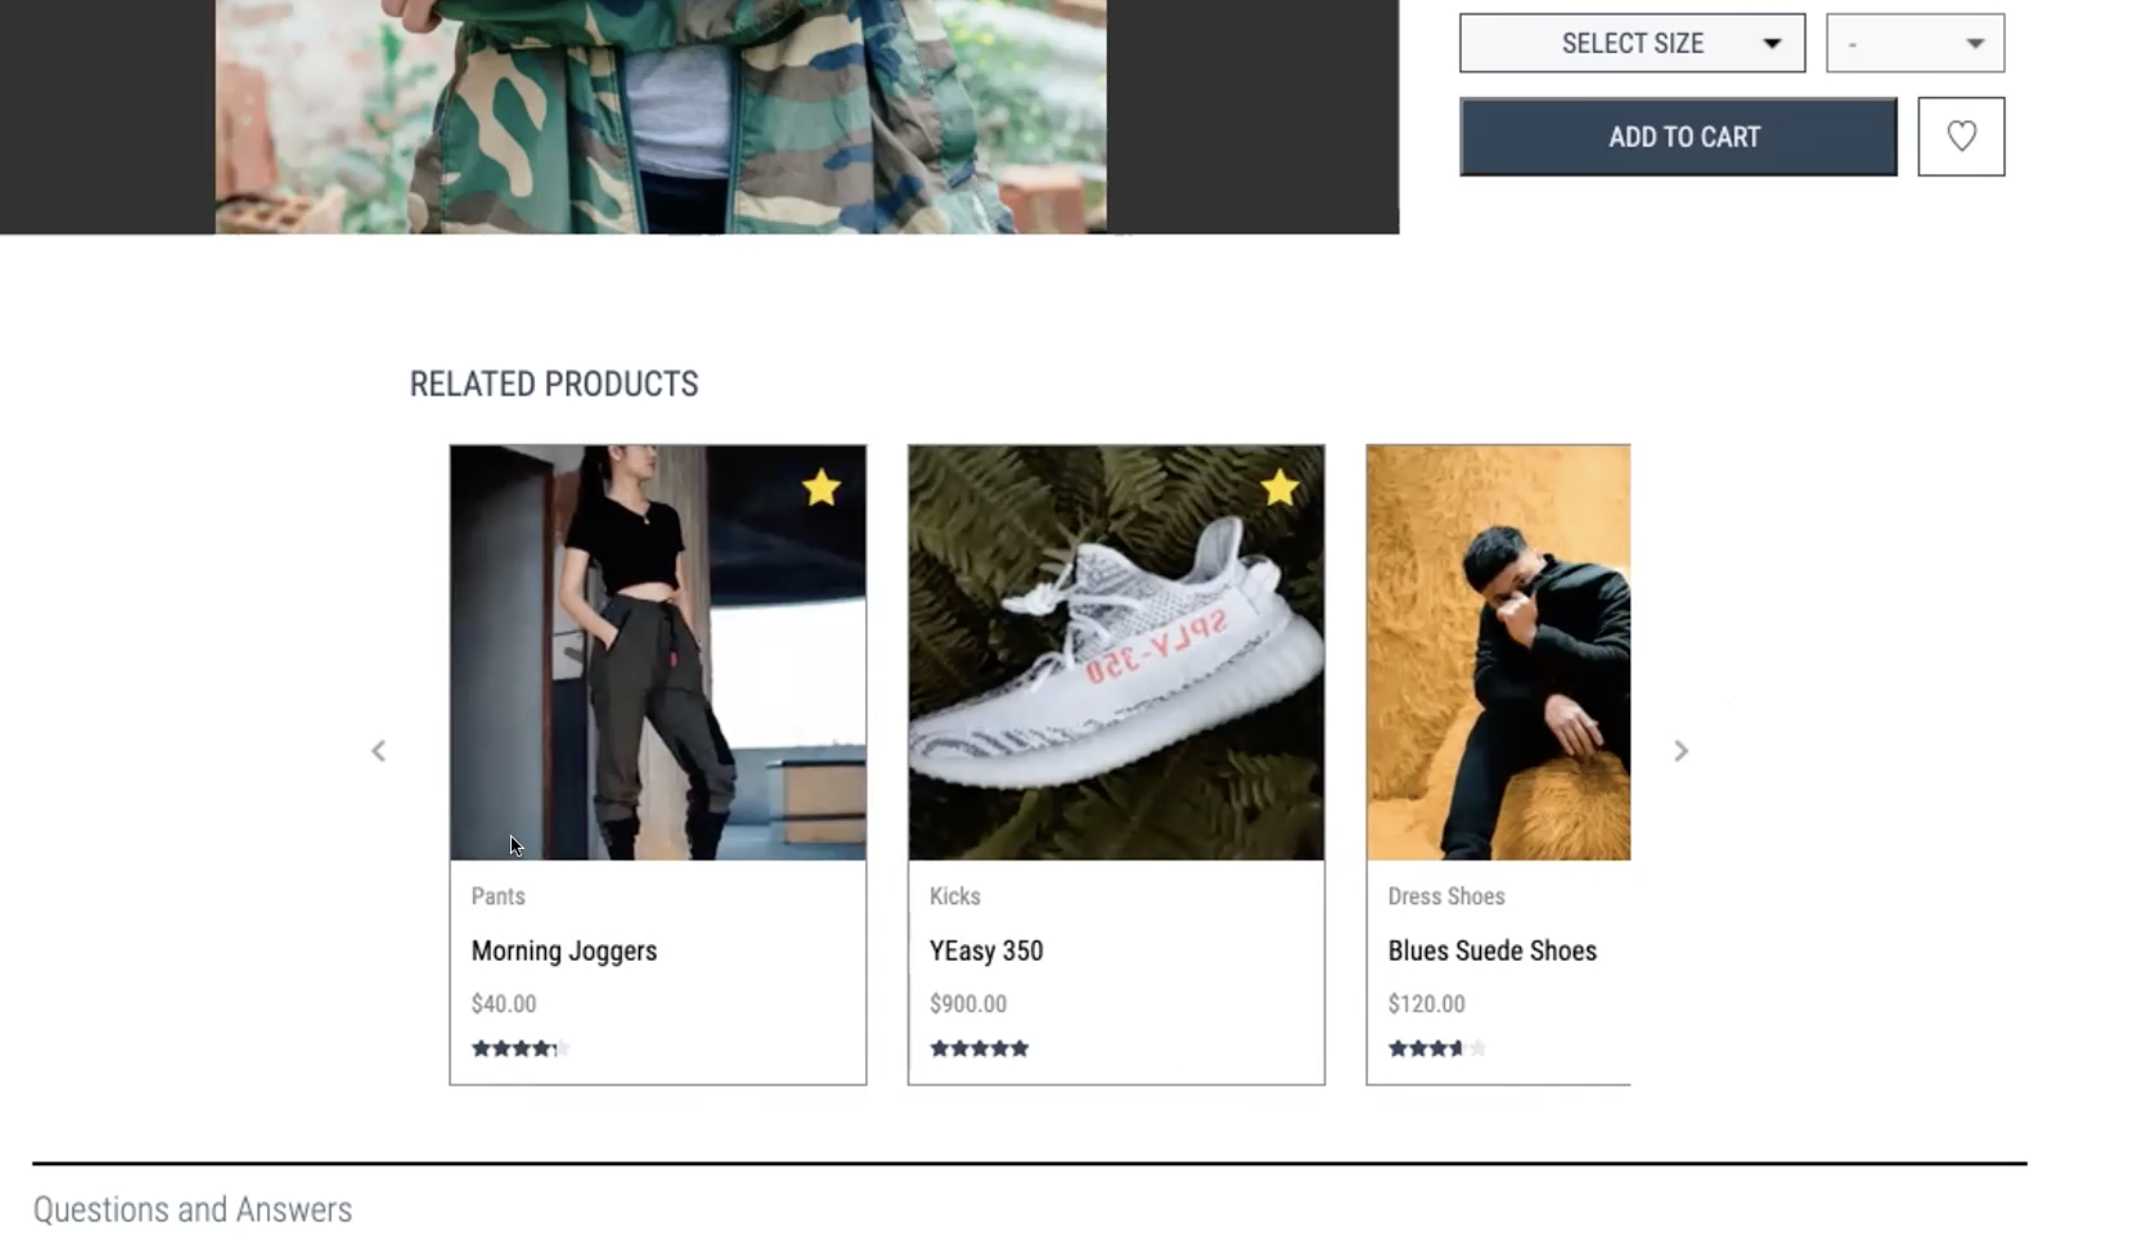 SELECT SIZE
-
ADD TO CART
RELATED PRODUCTS
SPLY-350
Pants
Morning Joggers
$40.00
Kicks
YEasy 350
$900.00
Dress Shoes
Blues Suede Shoes
$120.00
Questions and Answers